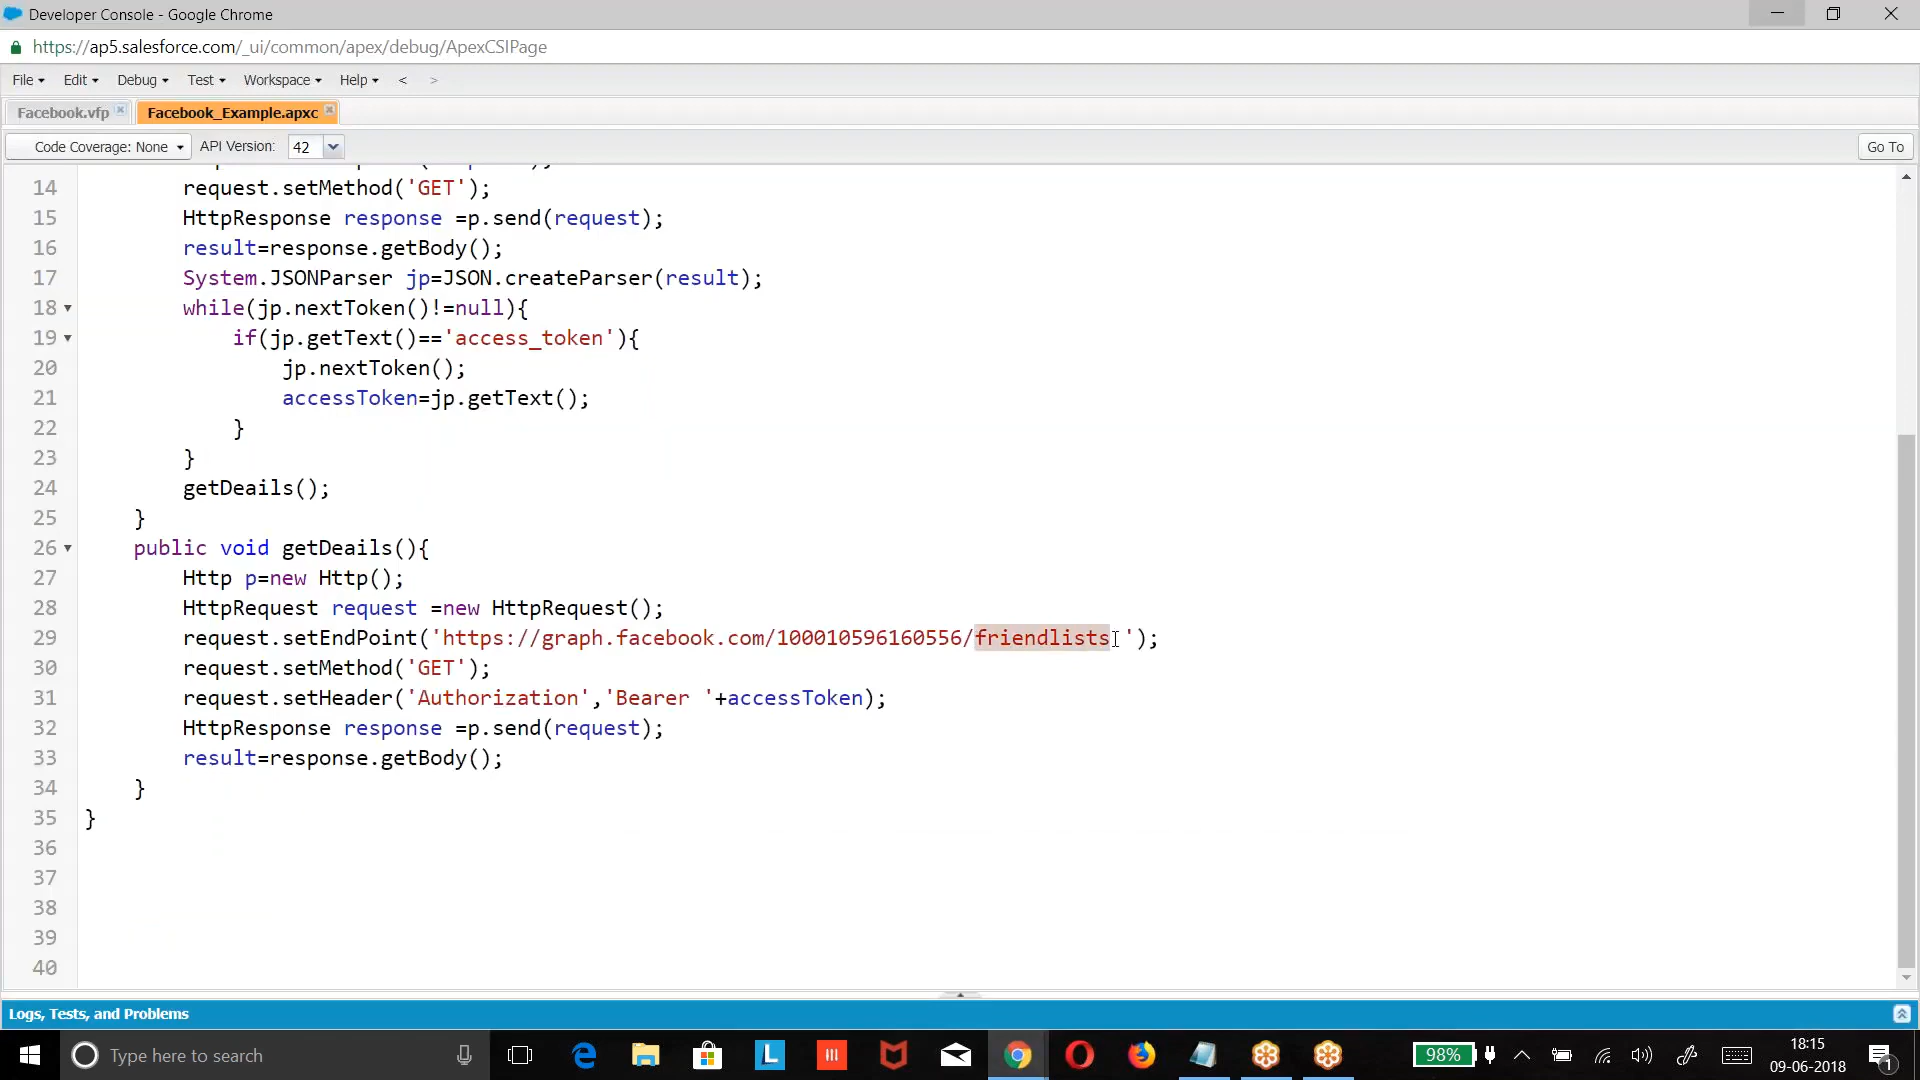 Developer Console - Google Chrome
https://ap5.salesforce.com/_ui/common/apex/debug/ApexCSIPage
File Edit Debug Test Workspace Help < >
Facebook.vfp Facebook_Example.apxc
Code Coverage: None API Version: 42 Go To
14 request.setMethod('GET');
15 HttpResponse response =p.send(request);
16 result=response.getBody();
17 System.JSONParser jp=JSON.createParser(result);
18 while(jp.nextToken()!=null){
19 if(jp.getText()=='access_token'){
20 jp.nextToken();
21 accessToken=jp.getText();
22 }
23 }
24 getDeails();
25 }
26 public void getDeails(){
27 Http p=new Http();
28 HttpRequest request =new HttpRequest();
29 request.setEndPoint('https://graph.facebook.com/100010596160556/friendlists ');
30 request.setMethod('GET');
31 request.setHeader('Authorization','Bearer '+accessToken);
32 HttpResponse response =p.send(request);
33 result=response.getBody();
34 }
35 }
36
37
38
39
40
Logs, Tests, and Problems
Type here to search
98%
18:15
09-06-2018
1